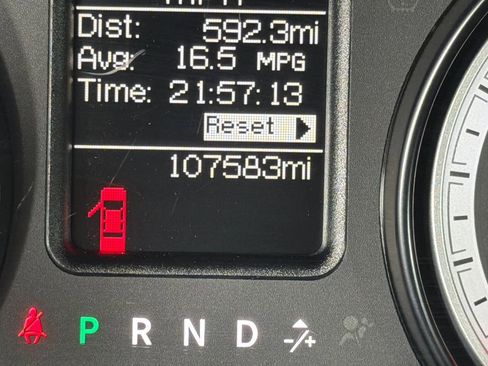 Dist: 592.3mi
Avg: 16.5 MPG
Time: 21:57:13
Reset
107583mi
P R N D -/+